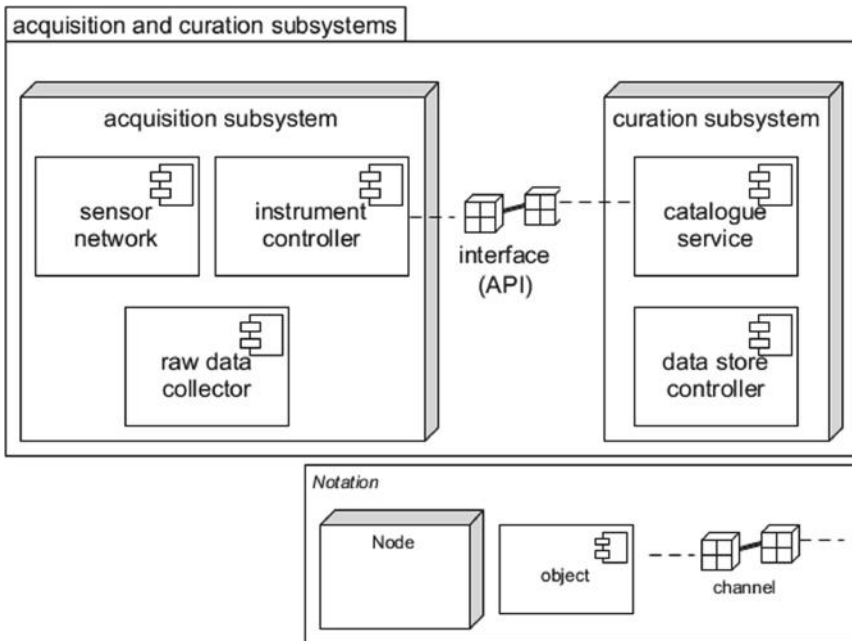 acquisition and curation subsystems
acquisition subsystem
sensor
network
instrument
controller
raw data
collector
interface
(API)
curation subsystem
catalogue
service
data store
controller
Notation
Node
object
channel